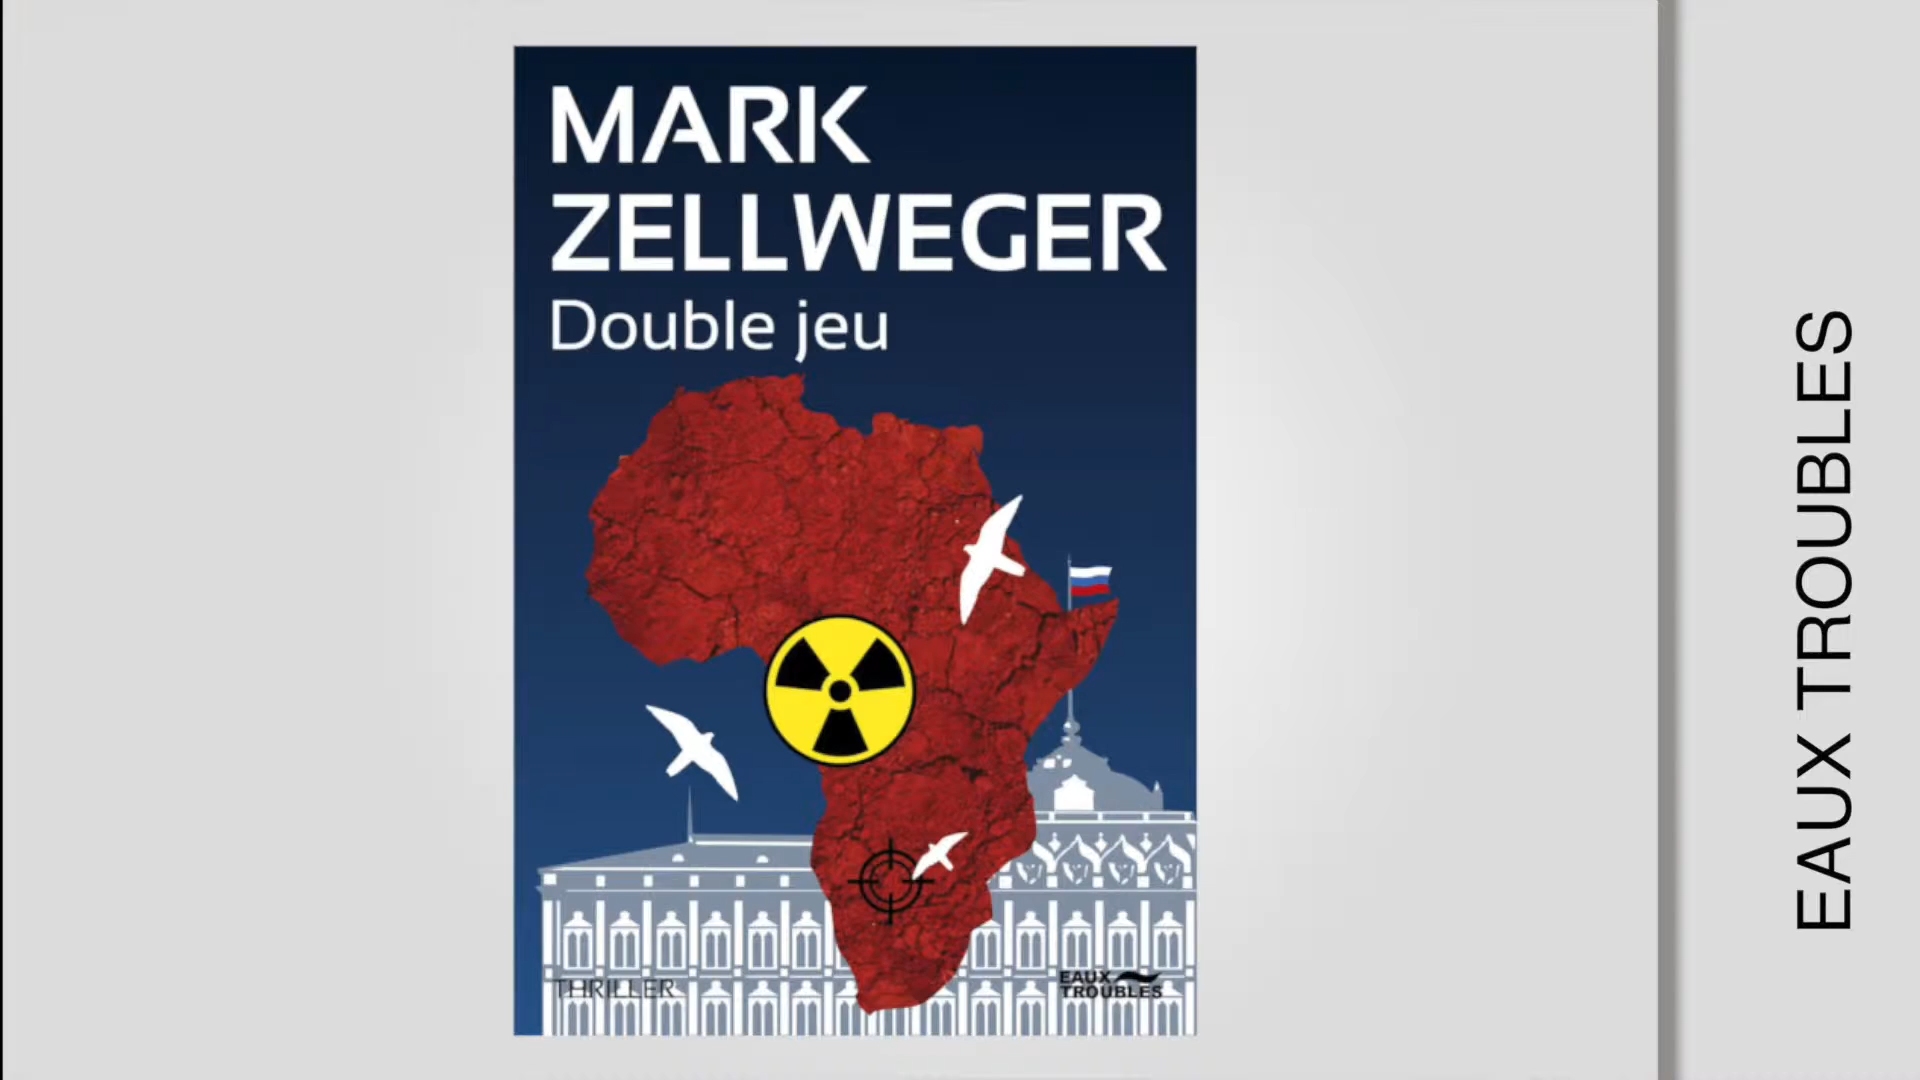 MARK
ZELLWEGER
Double jeu
THRILLER
EAUX
TROUBLES
EAUX TROUBLES